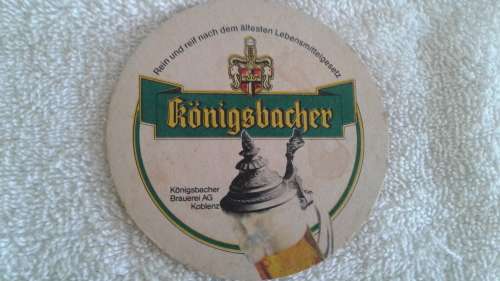 Rein und reif nach dem ältesten Lebensmittelgesetz
Königsbacher
Königsbacher
Brauerei AG
Koblenz